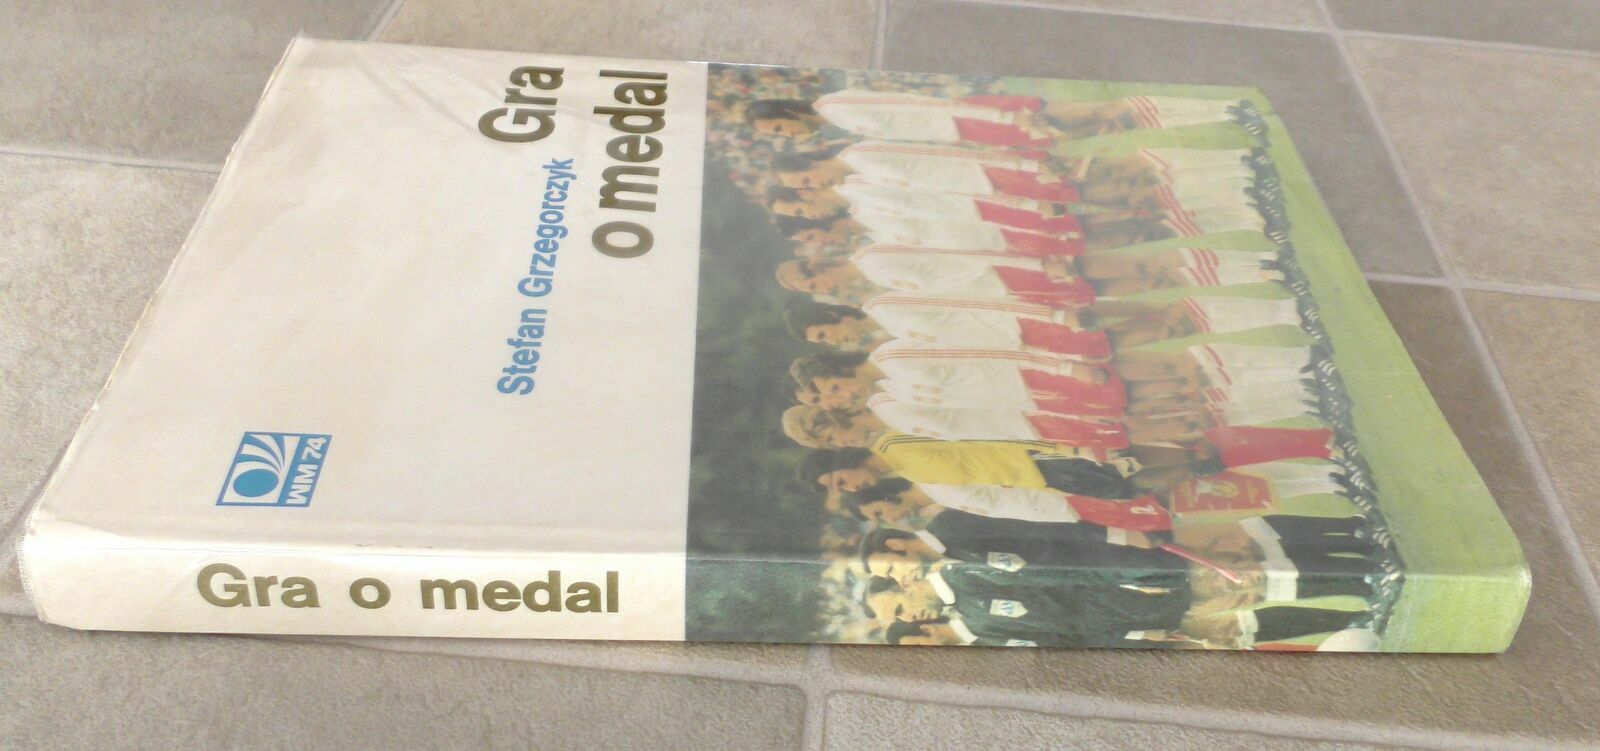 Gra
o medal
Stefan Grzegorczyk
WM 74
Gra o medal